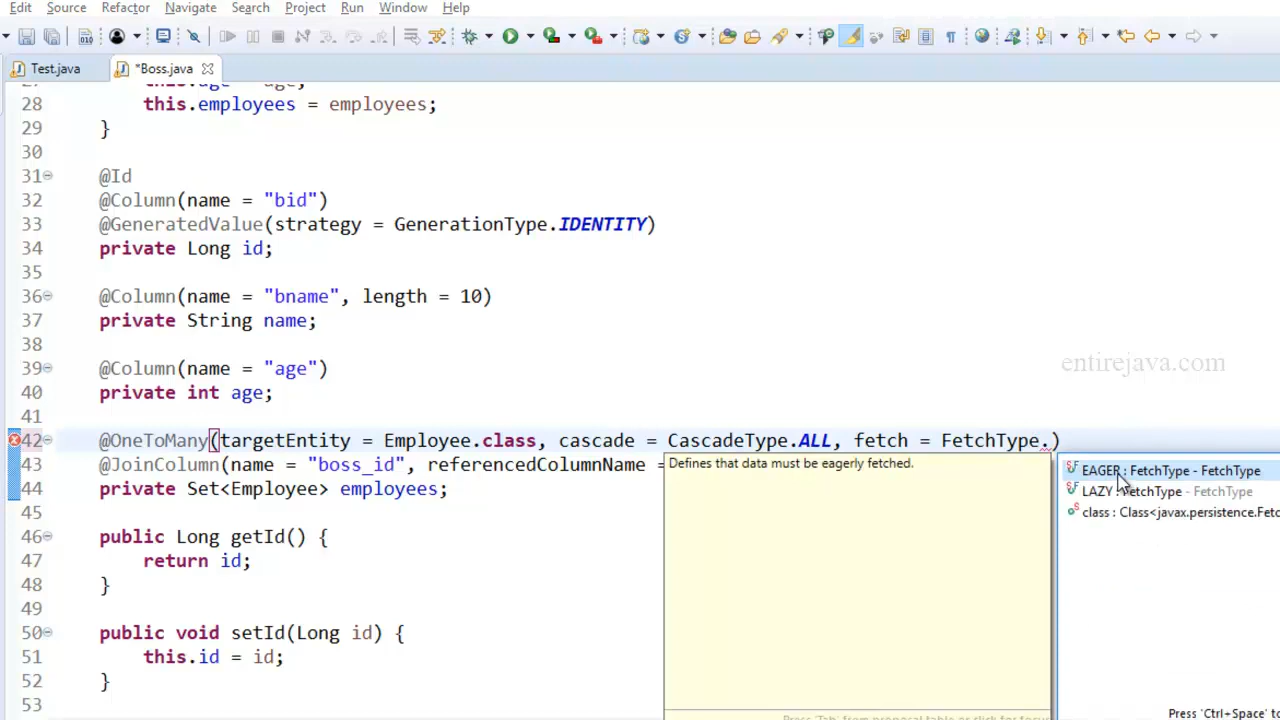 Edit Source Refactor Navigate Search Project Run Window Help
Test.java *Boss.java
28 this.employees = employees;
29 }
30
31 @Id
32 @Column(name = "bid")
33 @GeneratedValue(strategy = GenerationType.IDENTITY)
34 private Long id;
35
36 @Column(name = "bname", length = 10)
37 private String name;
38
39 @Column(name = "age")
entirejava.com
40 private int age;
41
42 @OneToMany(targetEntity = Employee.class, cascade = CascadeType.ALL, fetch = FetchType.)
43 @JoinColumn(name = "boss_id", referencedColumnName =
Defines that data must be eagerly fetched.
EAGER : FetchType - FetchType
44 private Set<Employee> employees;
LAZY : FetchType - FetchType
45
class : Class<javax.persistence.Fetc
46 public Long getId() {
47 return id;
48 }
49
50 public void setId(Long id) {
51 this.id = id;
52 }
53
Press 'Ctrl+Space' to